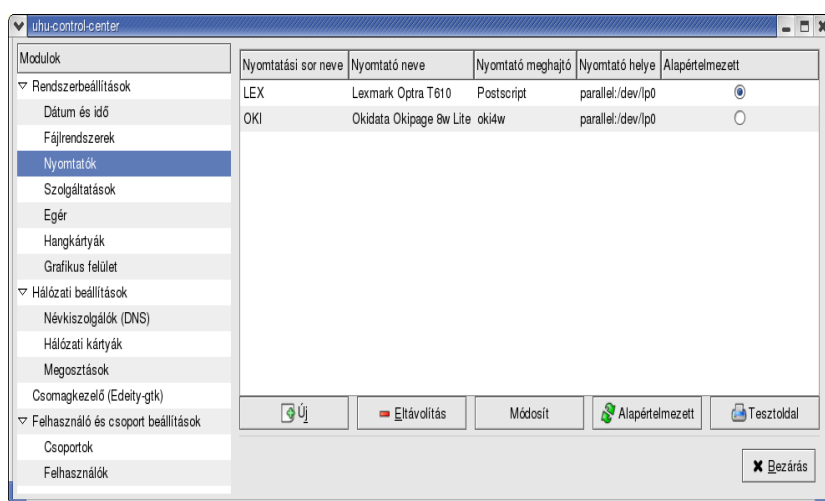 uhu-control-center
Modulok
Rendszerbeállítások
Dátum és idő
Fájlrendszerek
Nyomtatók
Szolgáltatások
Egér
Hangkártyák
Grafikus felület
Hálózati beállítások
Névkiszolgálók (DNS)
Hálózati kártyák
Megosztások
Csomagkezelő (Edeity-gtk)
Felhasználó és csoport beállítások
Csoportok
Felhasználók
Nyomtatási sor neve Nyomtató neve Nyomtató meghajtó Nyomtató helye Alapértelmezett
LEX Lexmark Optra T610 Postscript parallel:/dev/lp0
OKI Okidata Okipage 8w Lite oki4w parallel:/dev/lp0
Új Eltávolítás Módosít Alapértelmezett Tesztoldal
Bezárás